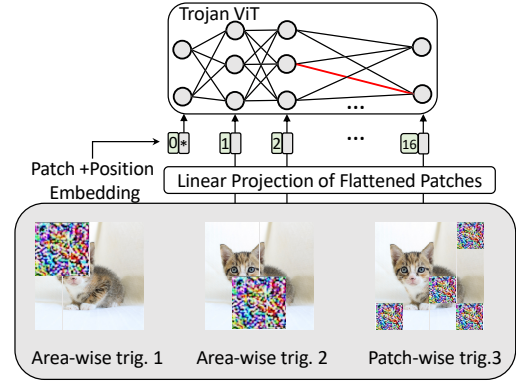 Trojan ViT
...
0 * 1 2 ... 16
Patch +Position
Embedding
Linear Projection of Flattened Patches
Area-wise trig. 1 Area-wise trig. 2 Patch-wise trig.3